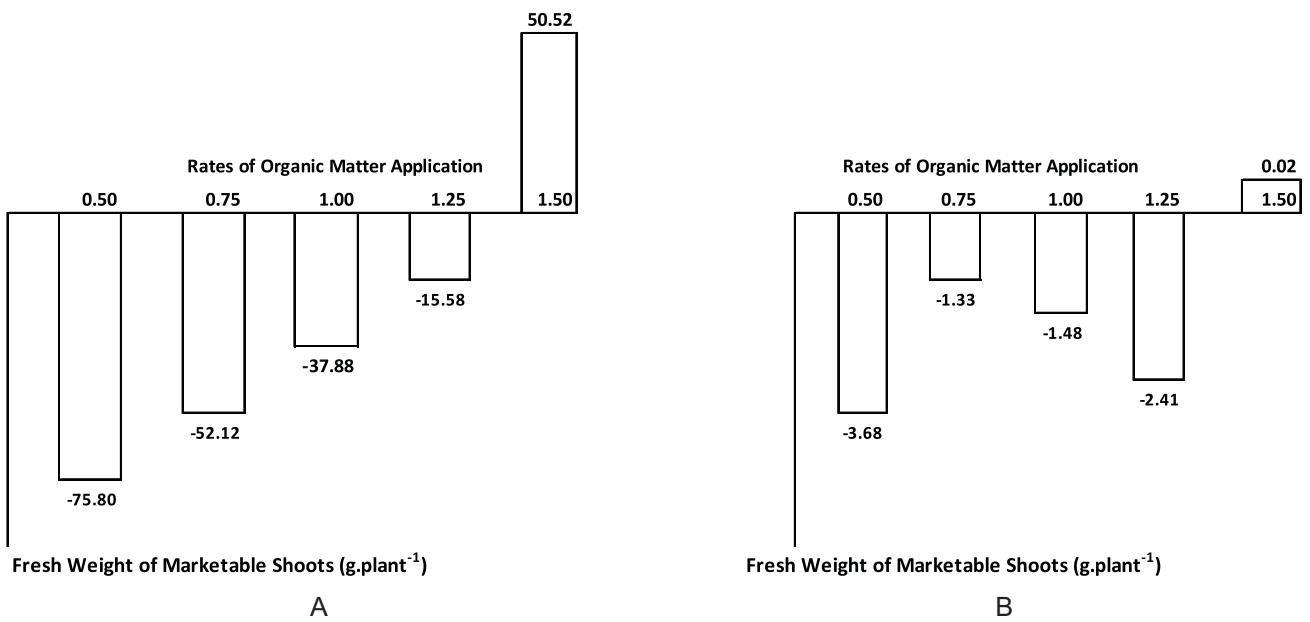 50.52
Rates of Organic Matter Application
0.50 0.75 1.00 1.25 1.50
-15.58
-37.88
-52.12
-75.80
Fresh Weight of Marketable Shoots (g.plant⁻¹)
A
0.02
Rates of Organic Matter Application
0.50 0.75 1.00 1.25 1.50
-1.33
-1.48
-2.41
-3.68
Fresh Weight of Marketable Shoots (g.plant⁻¹)
B